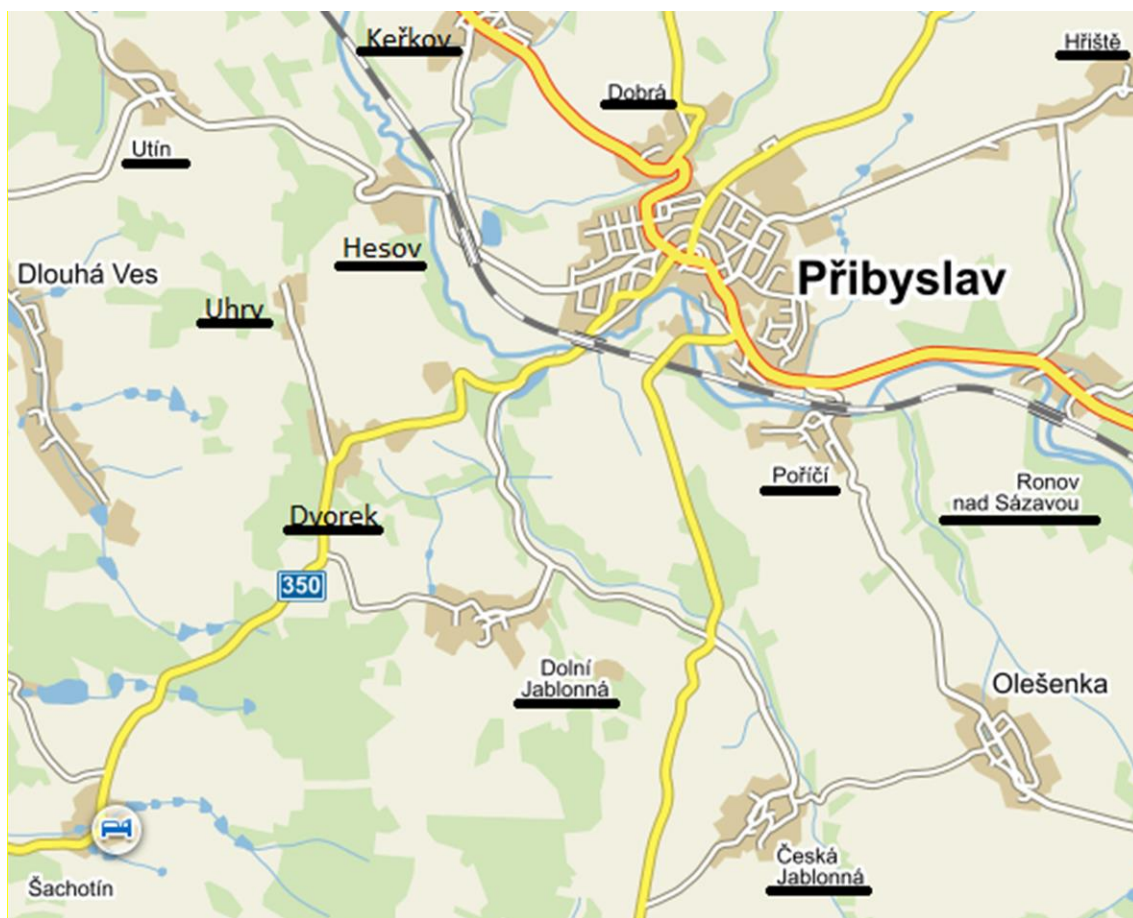 Keřkov
Hřiště
Dobrá
Utín
Hesov
Dlouhá Ves
Přibyslav
Uhry
Poříčí
Ronov
nad Sázavou
Dvorek
350
Dolní
Jablonná
Olešenka
Česká
Jablonná
Šachotín